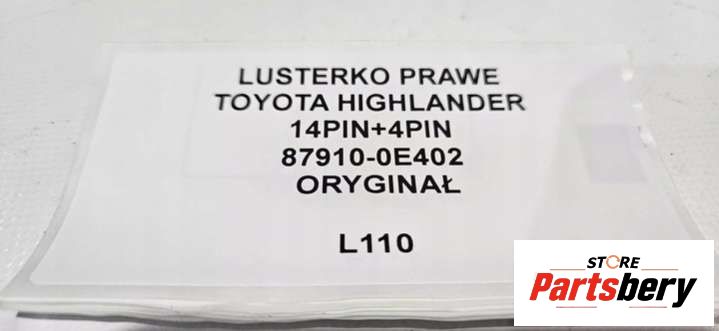 LUSTERKO PRAWE
TOYOTA HIGHLANDER
14PIN+4PIN
87910-0E402
ORYGINAŁ
L110
STORE
Partsbery